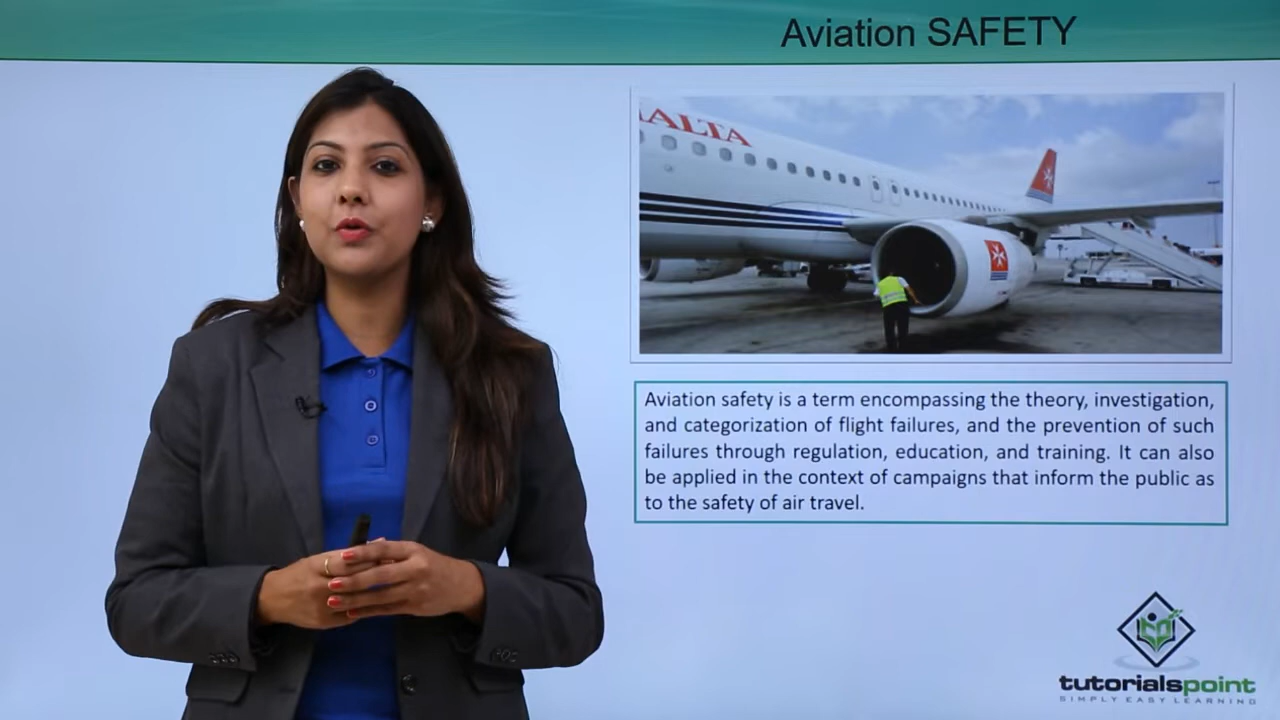 Aviation SAFETY
ALTA
Aviation safety is a term encompassing the theory, investigation,
and categorization of flight failures, and the prevention of such
failures through regulation, education, and training. It can also
be applied in the context of campaigns that inform the public as
to the safety of air travel.
tutorialspoint
SIMPLY EASY LEARNING